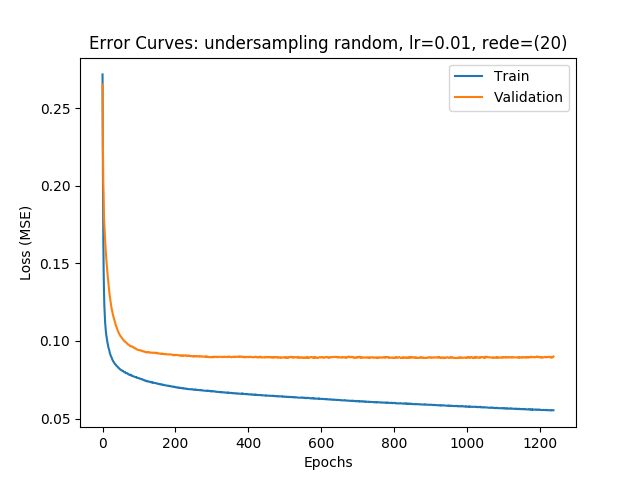 Error Curves: undersampling random, lr=0.01, rede=(20)
Train
Validation
0.25
0.20
0.15
0.10
0.05
Loss (MSE)
0 200 400 600 800 1000 1200
Epochs